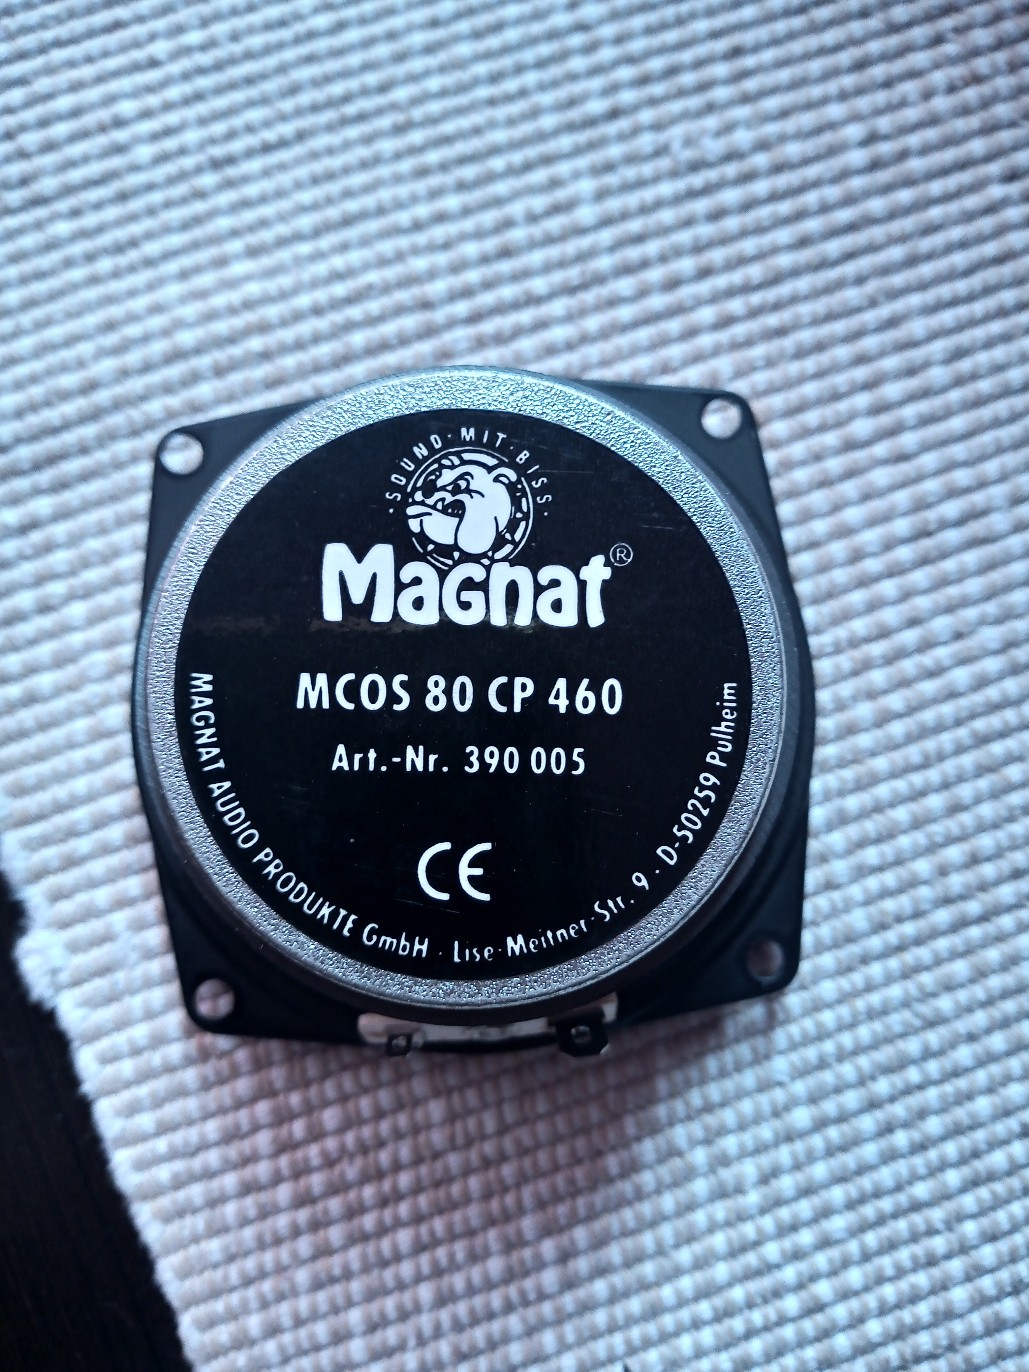 · SOUND · MIT · BISS ·
Magnat®
MCOS 80 CP 460
Art.-Nr. 390 005
CE
MAGNAT AUDIO PRODUKTE GmbH · Lise-Meitner-Str. 9 · D-50259 Pulheim